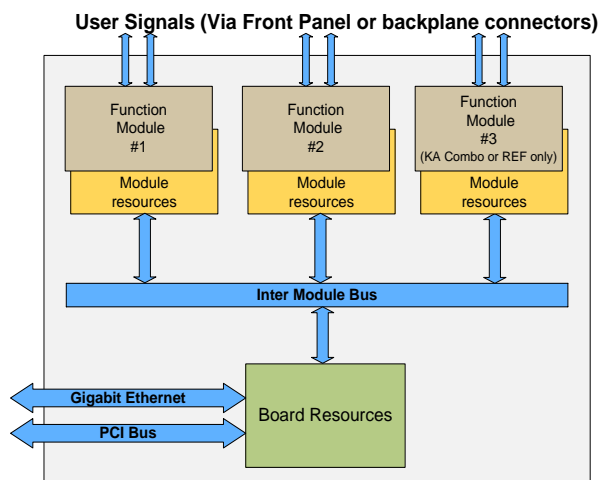 User Signals (Via Front Panel or backplane connectors)
Function
Module
#1
Module
resources
Function
Module
#2
Module
resources
Function
Module
#3
(KA Combo or REF only)
Module
resources
Inter Module Bus
Gigabit Ethernet
PCI Bus
Board Resources